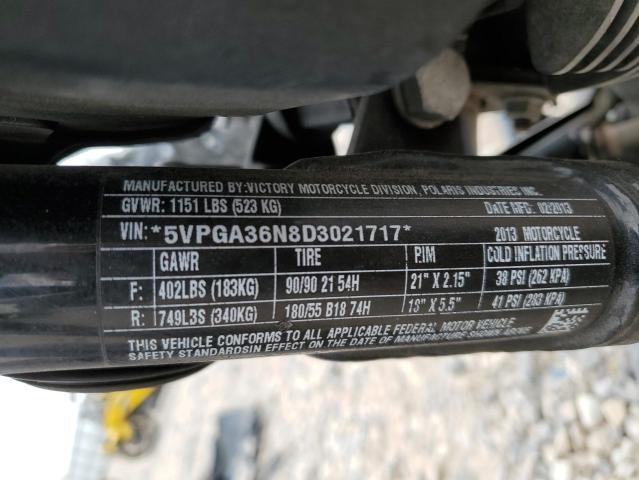 MANUFACTURED BY:VICTORY MOTORCYCLE DIVISION, POLARIS INDUSTRIES INC
GVWR: 1151 LBS (523 KG) DATE MFG: 02/2013
VIN: *5VPGA36N8D3021717* 2013 MOTORCYCLE
GAWR TIRE RIM COLD INFLATION PRESSURE
F: 402LBS (183KG) 90/90 21 54H 21" X 2.15" 38 PSI (262 KPA)
R: 749LBS (340KG) 180/55 B18 74H 18" X 5.5" 41 PSI (283 KPA)
THIS VEHICLE CONFORMS TO ALL APPLICABLE FEDERAL MOTOR VEHICLE
SAFETY STANDARDSIN EFFECT ON THE DATE OF MANUFACTURE SHOWN ABOVE.